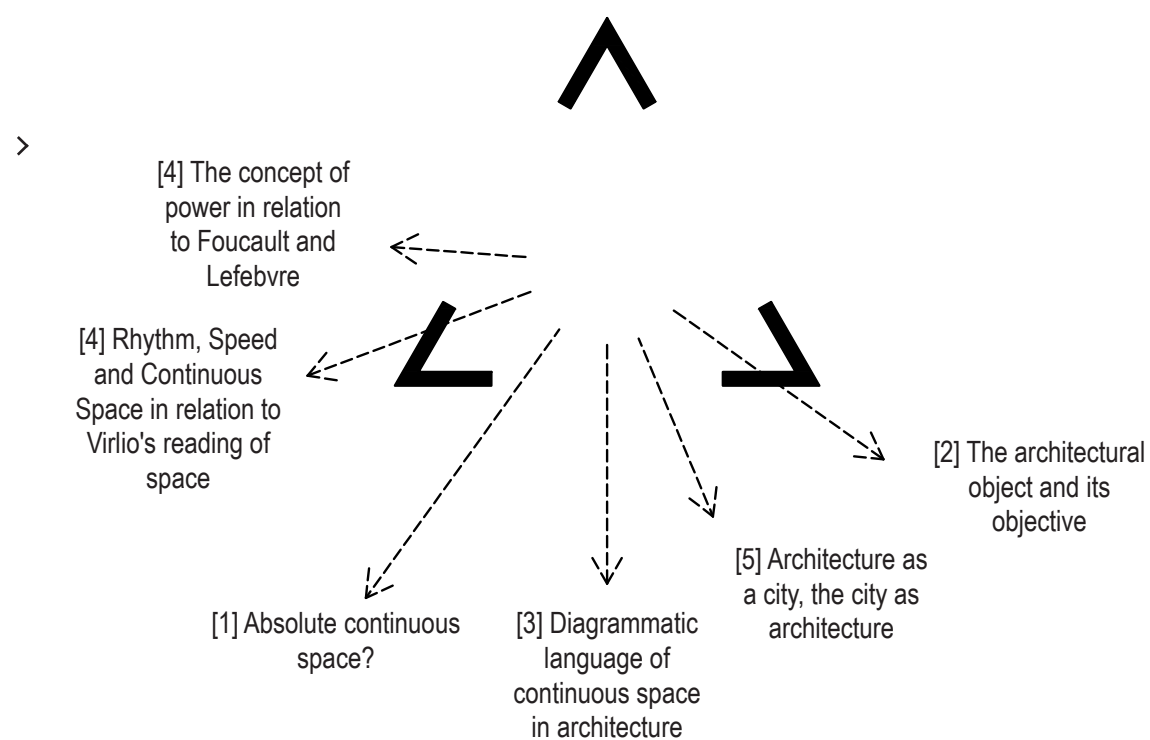 [4] The concept of
power in relation
to Foucault and
Lefebvre
[4] Rhythm, Speed
and Continuous
Space in relation to
Virlio's reading of
space
[1] Absolute continuous
space?
[3] Diagrammatic
language of
continuous space
in architecture
[5] Architecture as
a city, the city as
architecture
[2] The architectural
object and its
objective